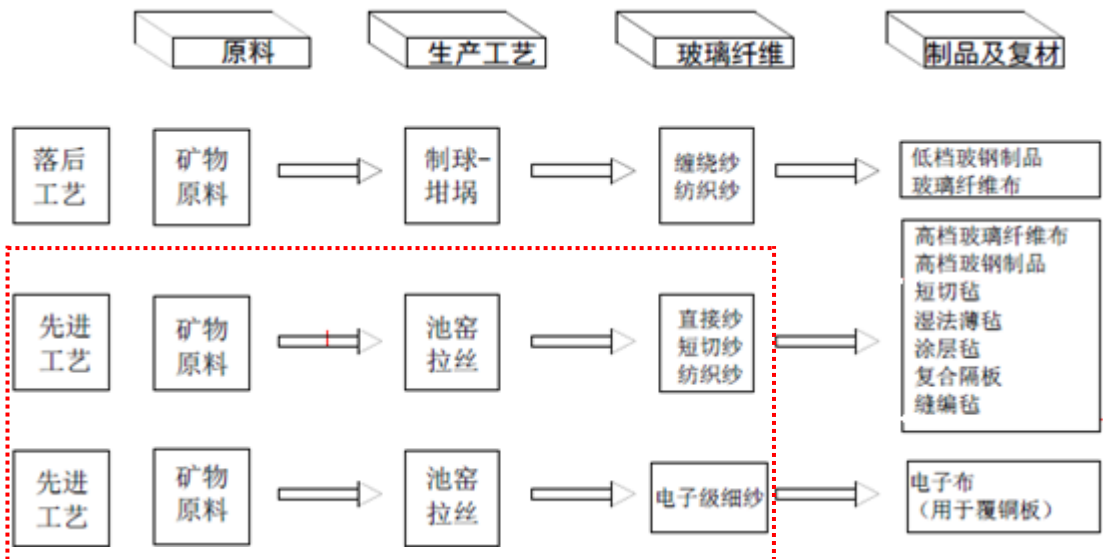 原料
生产工艺
玻璃纤维
制品及复材
落后
工艺
矿物
原料
制球-
坩埚
缠绕纱
纺织纱
低档玻钢制品
玻璃纤维布
先进
工艺
矿物
原料
池窑
拉丝
直接纱
短切纱
纺织纱
高档玻璃纤维布
高档玻钢制品
短切毡
湿法薄毡
涂层毡
复合隔板
缝编毡
先进
工艺
矿物
原料
池窑
拉丝
电子级细纱
电子布
（用于覆铜板）